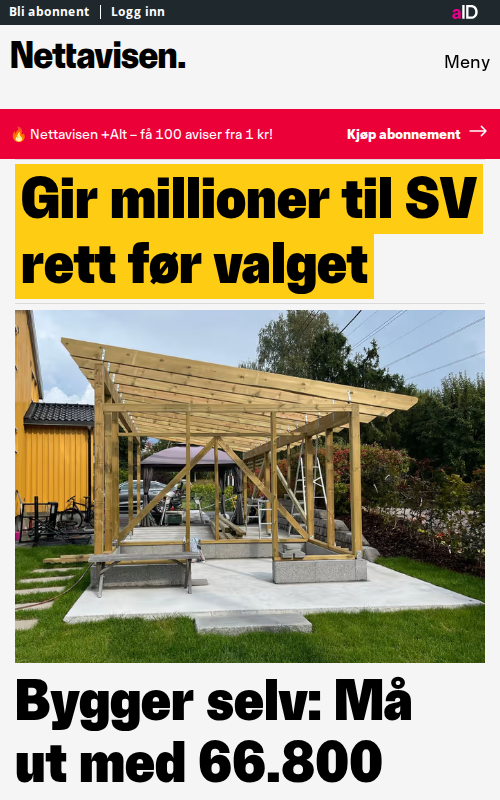 Bli abonnent | Logg inn
aID
Nettavisen.
Meny
🔥 Nettavisen +Alt – få 100 aviser fra 1 kr!
Kjøp abonnement →
Gir millioner til SV
rett før valget
Bygger selv: Må
ut med 66.800